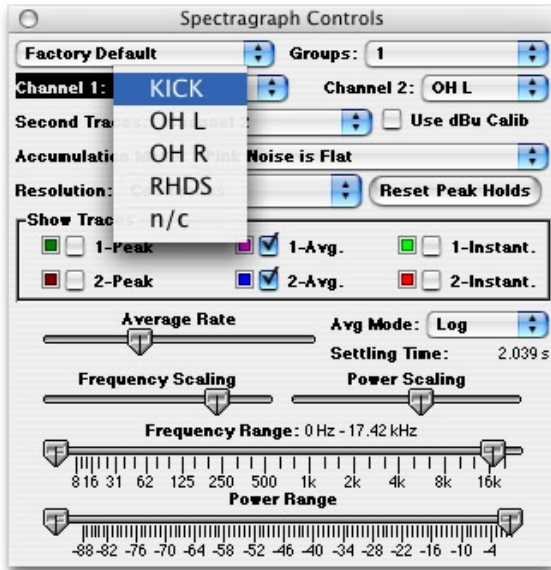 Spectragraph Controls
Factory Default Groups: 1
Channel 1: KICK Channel 2: OH L
OH L
Second Use dBu Calib
OH R
Accumulation Noise is Flat
RHDS
Resolution: Reset Peak Holds
n/c
Show
1-Peak 1-Avg. 1-Instant.
2-Peak 2-Avg. 2-Instant.
Average Rate Avg Mode: Log
Settling Time: 2.039 s
Frequency Scaling Power Scaling
Frequency Range: 0 Hz - 17.42 kHz
8 16 31 62 125 250 500 1k 2k 4k 8k 16k
Power Range
-88 -82 -76 -70 -64 -58 -52 -46 -40 -34 -28 -22 -16 -10 -4